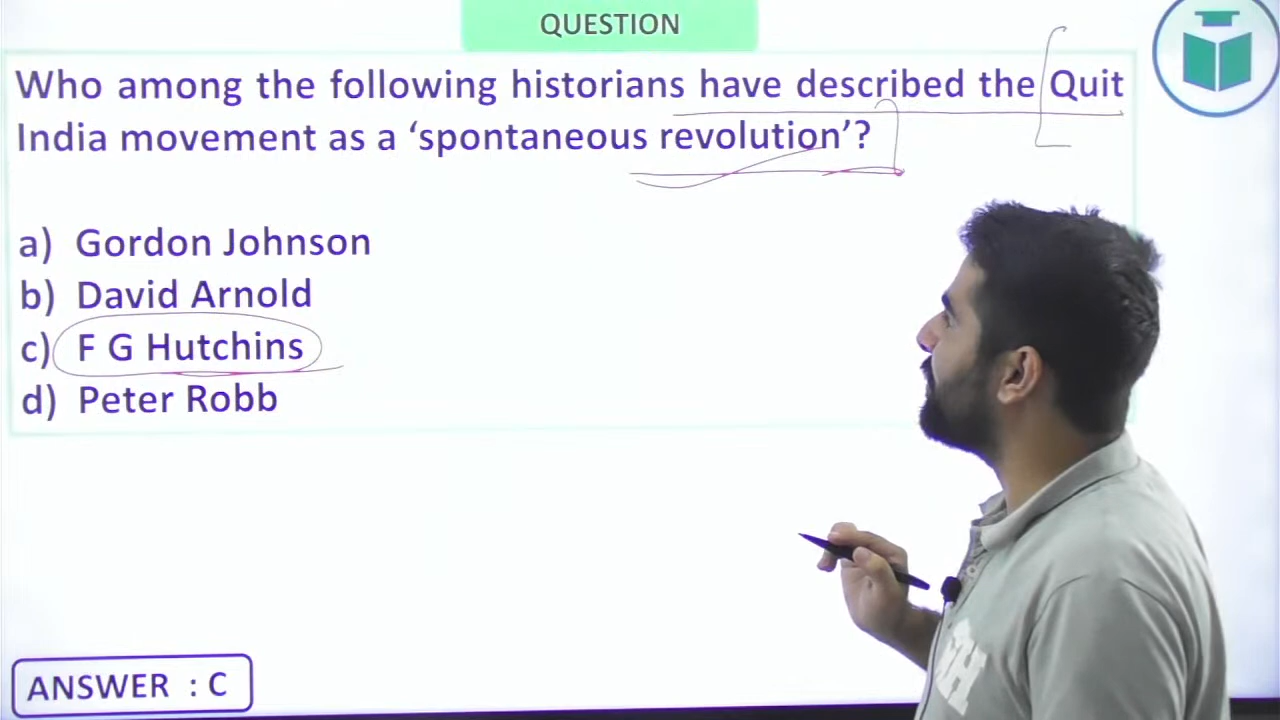 QUESTION
Who among the following historians have described the Quit
India movement as a ‘spontaneous revolution’?
a) Gordon Johnson
b) David Arnold
c) F G Hutchins
d) Peter Robb
ANSWER : C